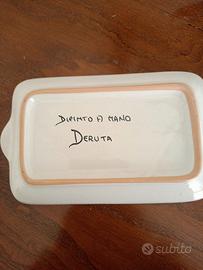 DIPINTO A MANO
DERUTA
subito